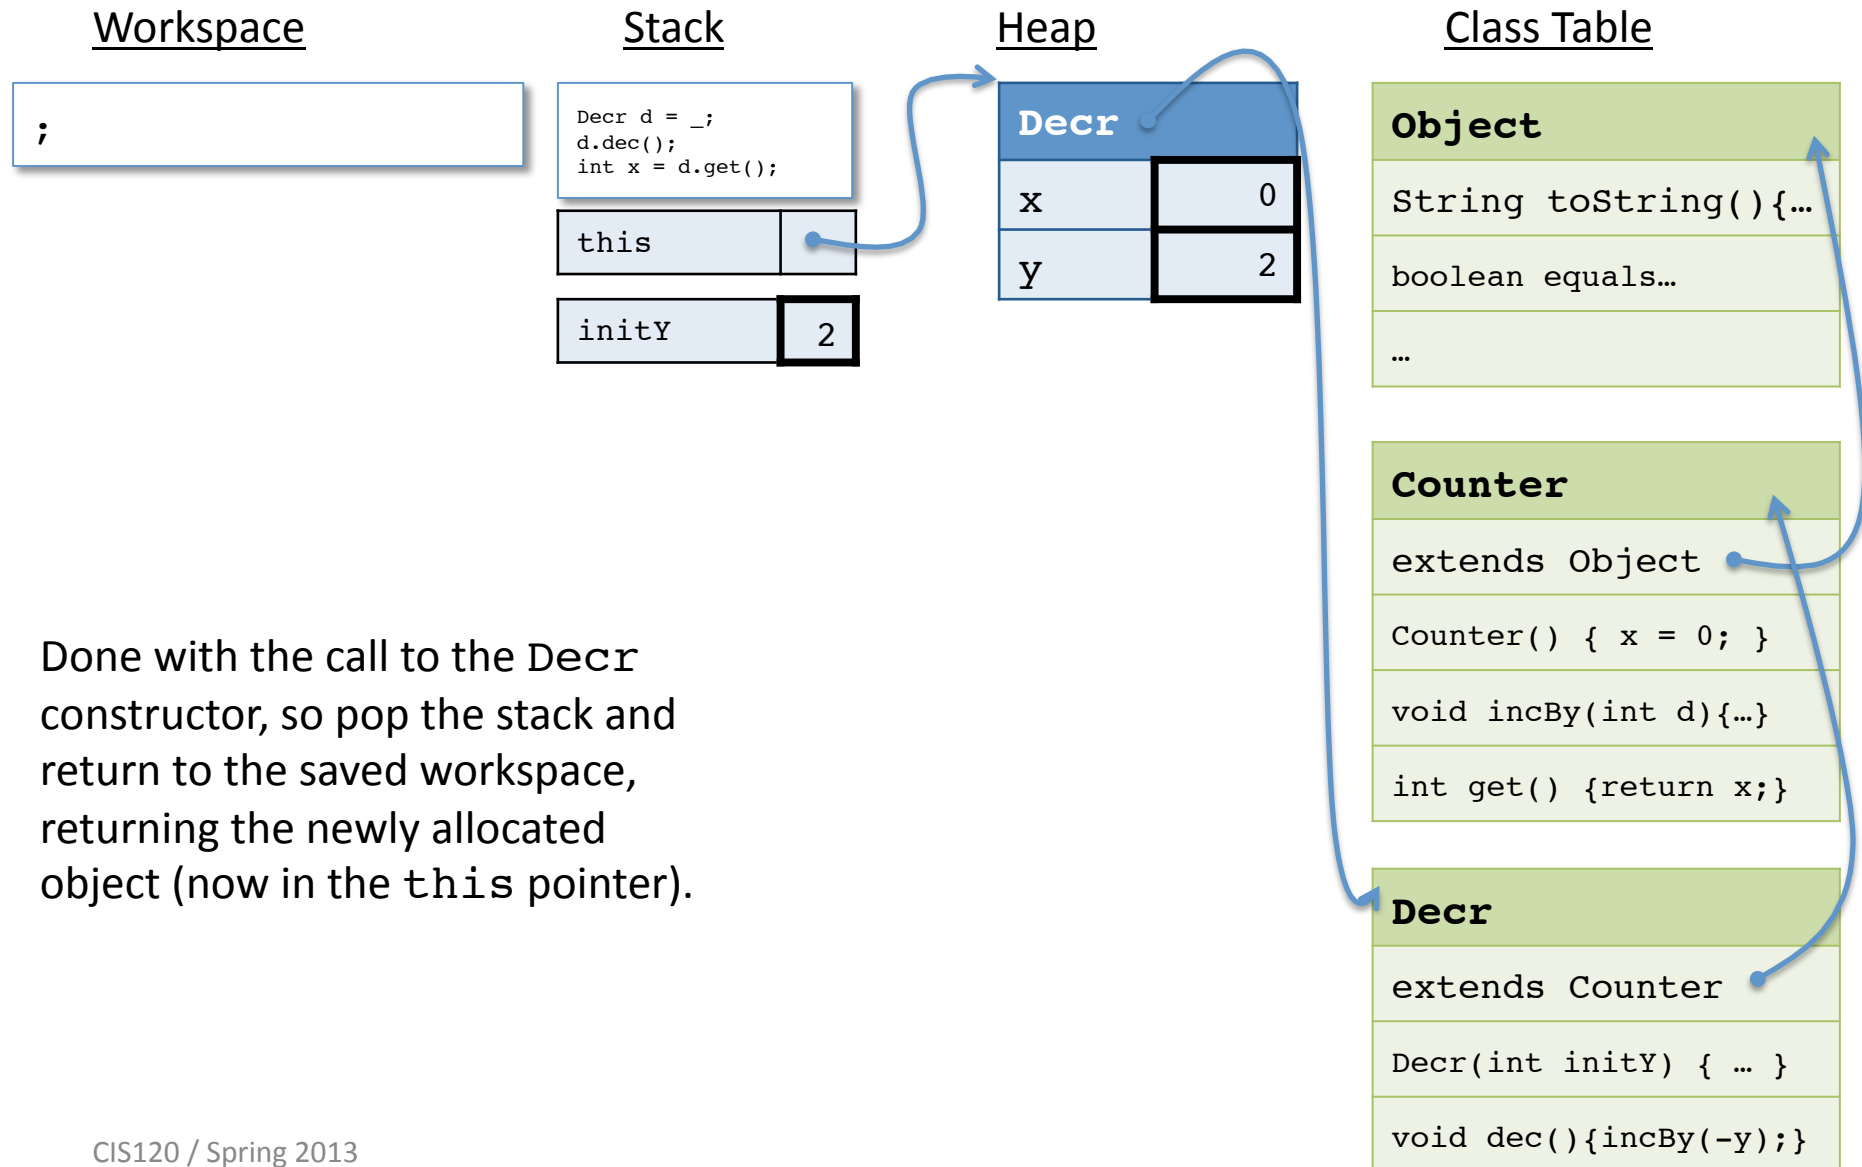 Workspace
Stack
Heap
Class Table
;
Decr d = _;
d.dec();
int x = d.get();
this
initY
2
Decr
x
0
y
2
Object
String toString(){…
boolean equals…
…
Counter
extends Object
Counter() { x = 0; }
void incBy(int d){…}
int get() {return x;}
Decr
extends Counter
Decr(int initY) { … }
void dec(){incBy(-y);}
Done with the call to the Decr
constructor, so pop the stack and
return to the saved workspace,
returning the newly allocated
object (now in the this pointer).
CIS120 / Spring 2013